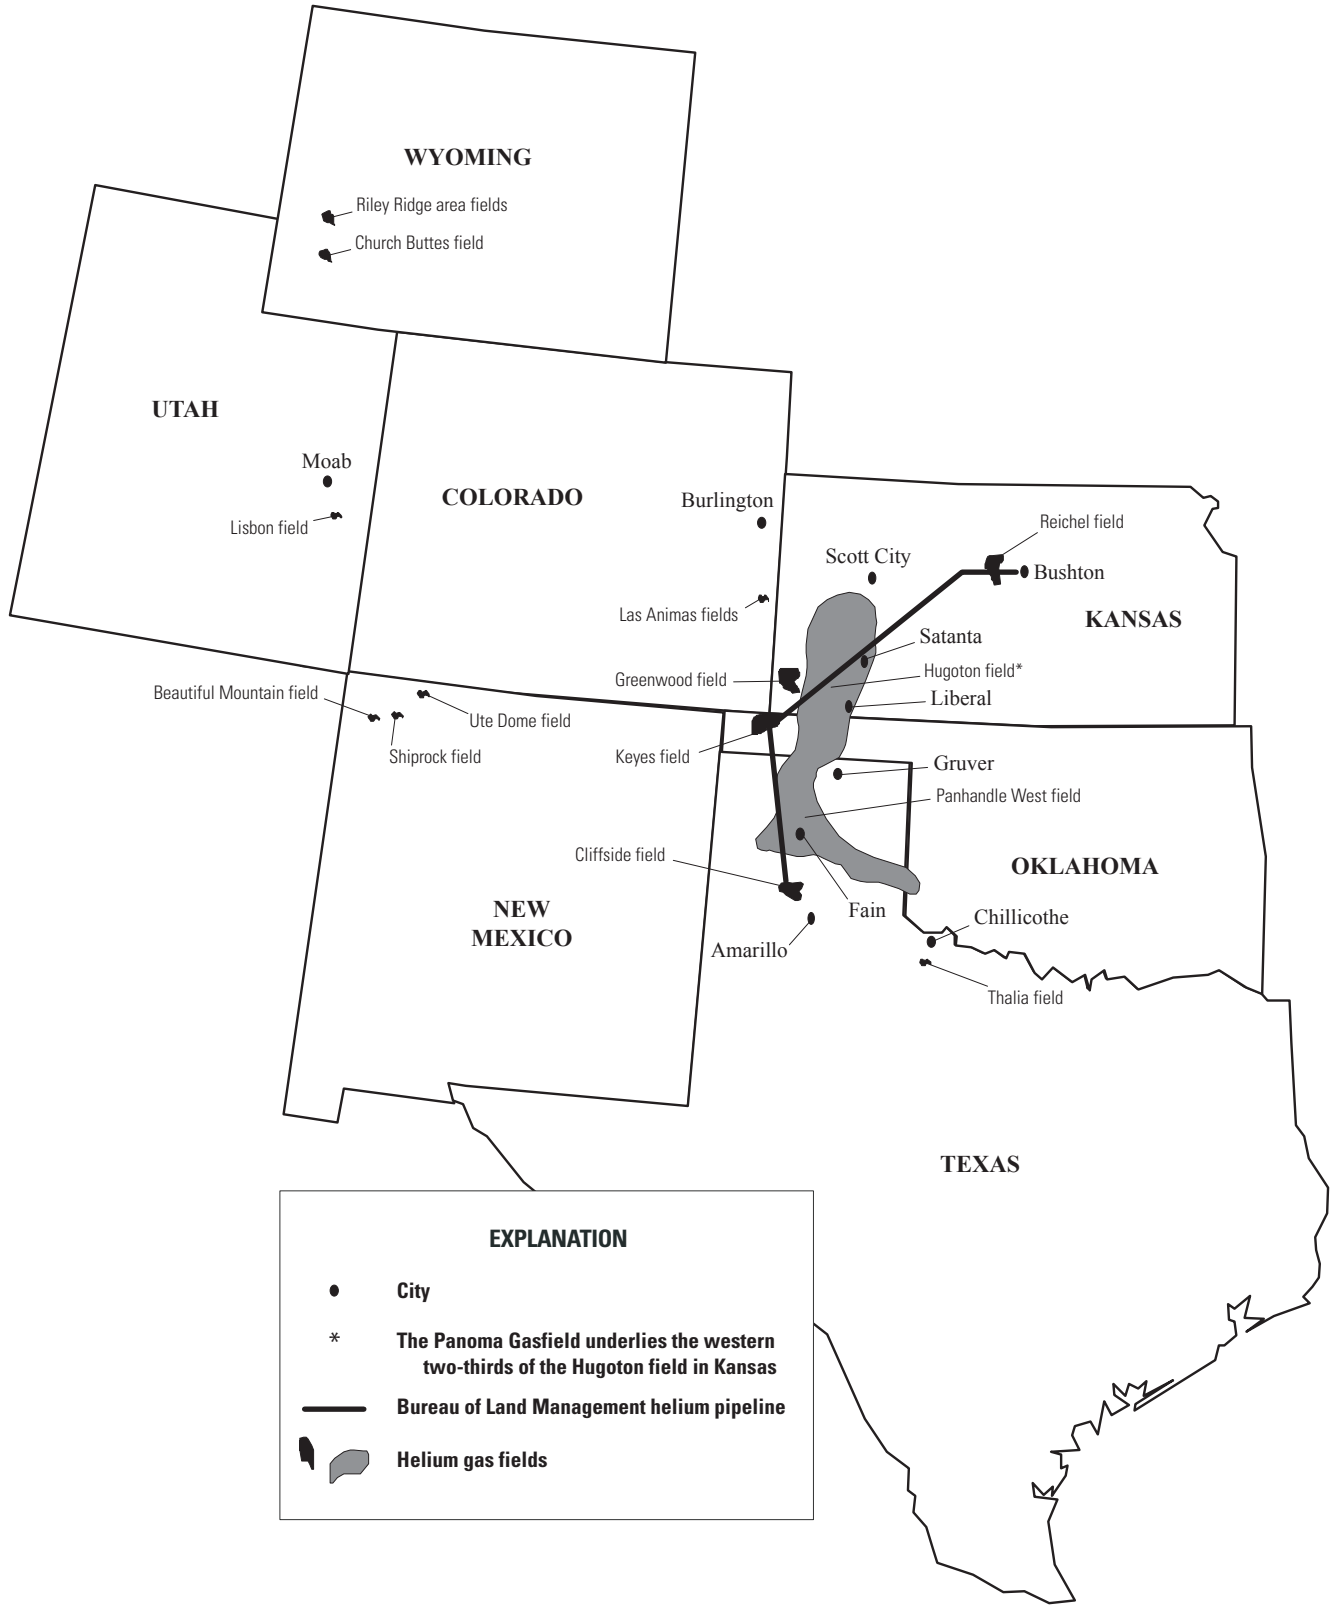 WYOMING
Riley Ridge area fields
Church Buttes field
UTAH
Moab
Lisbon field
COLORADO
Burlington
Las Animas fields
Scott City
Reichel field
Bushton
KANSAS
Satanta
Hugoton field*
Greenwood field
Liberal
Beautiful Mountain field
Ute Dome field
Shiprock field
Keyes field
Gruver
Panhandle West field
Cliffside field
OKLAHOMA
NEW
MEXICO
Fain
Chillicothe
Amarillo
Thalia field
TEXAS
EXPLANATION
City
* The Panoma Gasfield underlies the western
two-thirds of the Hugoton field in Kansas
Bureau of Land Management helium pipeline
Helium gas fields